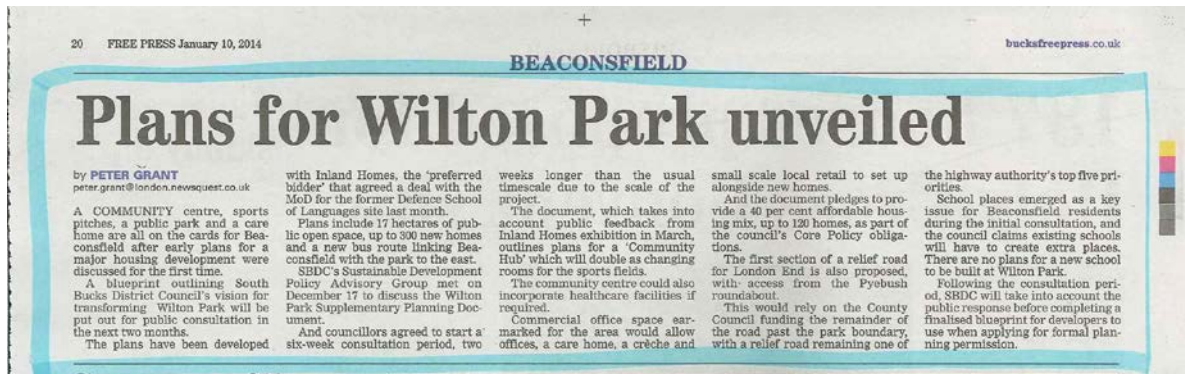 20 FREE PRESS January 10, 2014
bucksfreepress.co.uk
BEACONSFIELD
Plans for Wilton Park unveiled
by PETER GRANT
peter.grant@london.newsquest.co.uk
A COMMUNITY centre, sports
pitches, a public park and a care
home are all on the cards for Bea-
consfield after early plans for a
major housing development were
discussed for the first time.
A blueprint outlining South
Bucks District Council's vision for
transforming Wilton Park will be
put out for public consultation in
the next two months.
The plans have been developed
with Inland Homes, the 'preferred
bidder' that agreed a deal with the
MoD for the former Defence School
of Languages site last month.
Plans include 17 hectares of pub-
lic open space, up to 300 new homes
and a new bus route linking Bea-
consfield with the park to the east.
SBDC's Sustainable Development
Policy Advisory Group met on
December 17 to discuss the Wilton
Park Supplementary Planning Doc-
ument.
And councillors agreed to start a
six-week consultation period, two
weeks longer than the usual
timescale due to the scale of the
project.
The document, which takes into
account public feedback from
Inland Homes exhibition in March,
outlines plans for a 'Community
Hub' which will double as changing
rooms for the sports fields.
The community centre could also
incorporate healthcare facilities if
required.
Commercial office space ear-
marked for the area would allow
offices, a care home, a crèche and
small scale local retail to set up
alongside new homes.
And the document pledges to pro-
vide a 40 per cent affordable hous-
ing mix, up to 120 homes, as part of
the council's Core Policy obliga-
tions.
The first section of a relief road
for London End is also proposed,
with access from the Pyebush
roundabout.
This would rely on the County
Council funding the remainder of
the road past the park boundary,
with a relief road remaining one of
the highway authority's top five pri-
orities.
School places emerged as a key
issue for Beaconsfield residents
during the initial consultation, and
the council claims existing schools
will have to create extra places.
There are no plans for a new school
to be built at Wilton Park.
Following the consultation peri-
od, SBDC will take into account the
public response before completing a
finalised blueprint for developers to
use when applying for formal plan-
ning permission.